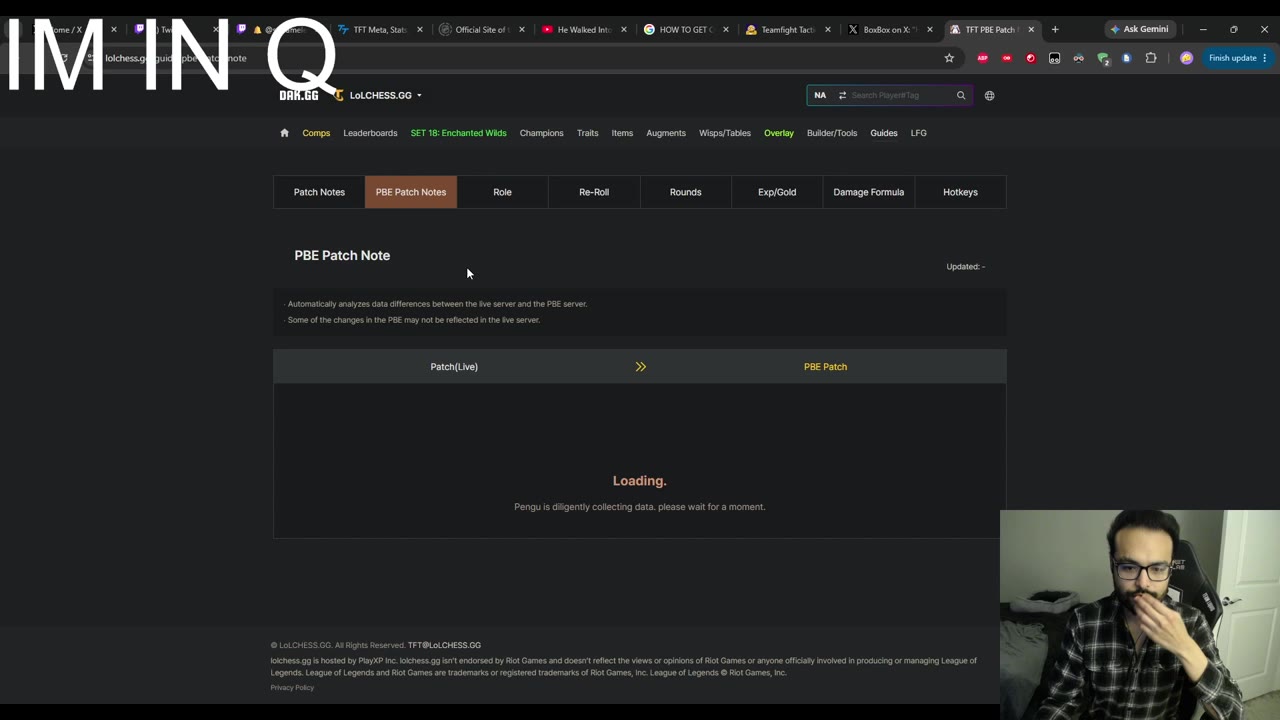 IM IN Q
TFT Meta, Stats
Official Site of
He Walked Into
HOW TO GET
Teamfight Tacti
BoxBox on X: "
TFT PBE Patch
Ask Gemini
Finish update
DAK.GG
LoLCHESS.GG
NA
Search Player#Tag
Comps
Leaderboards
SET 18: Enchanted Wilds
Champions
Traits
Items
Augments
Wisps/Tables
Overlay
Builder/Tools
Guides
LFG
Patch Notes
PBE Patch Notes
Role
Re-Roll
Rounds
Exp/Gold
Damage Formula
Hotkeys
PBE Patch Note
Updated: -
· Automatically analyzes data differences between the live server and the PBE server.
· Some of the changes in the PBE may not be reflected in the live server.
Patch(Live)
PBE Patch
Loading.
Pengu is diligently collecting data. please wait for a moment.
© LoLCHESS.GG. All Rights Reserved. TFT@LoLCHESS.GG
lolchess.gg is hosted by PlayXP Inc. lolchess.gg isn't endorsed by Riot Games and doesn't reflect the views or opinions of Riot Games or anyone officially involved in producing or managing League of
Legends. League of Legends and Riot Games are trademarks or registered trademarks of Riot Games, Inc. League of Legends © Riot Games, Inc.
Privacy Policy